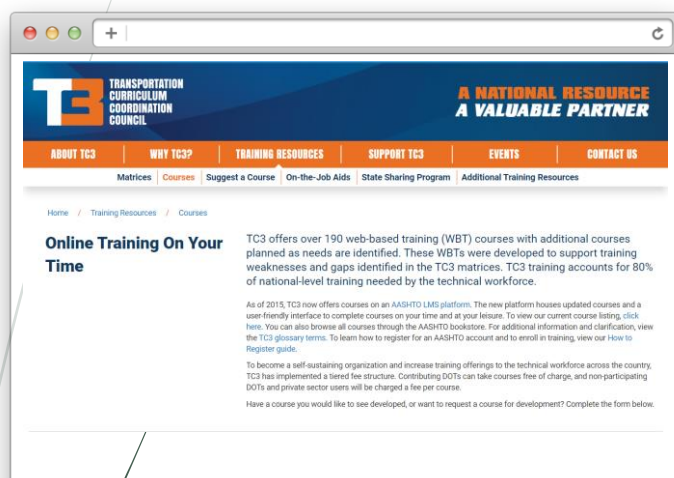 TC3
TRANSPORTATION
CURRICULUM
COORDINATION
COUNCIL
A NATIONAL RESOURCE
A VALUABLE PARTNER
ABOUT TC3 WHY TC3? TRAINING RESOURCES SUPPORT TC3 EVENTS CONTACT US
Matrices Courses Suggest a Course On-the-Job Aids State Sharing Program Additional Training Resources
Home / Training Resources / Courses
Online Training On Your
Time
TC3 offers over 190 web-based training (WBT) courses with additional courses
planned as needs are identified. These WBTs were developed to support training
weaknesses and gaps identified in the TC3 matrices. TC3 training accounts for 80%
of national-level training needed by the technical workforce.
As of 2015, TC3 now offers courses on an AASHTO LMS platform. The new platform houses updated courses and a
user-friendly interface to complete courses on your time and at your leisure. To view our current course listing, click
here. You can also browse all courses through the AASHTO bookstore. For additional information and clarification, view
the TC3 glossary terms. To learn how to register for an AASHTO account and to enroll in training, view our How to
Register guide.
To become a self-sustaining organization and increase training offerings to the technical workforce across the country,
TC3 has implemented a tiered fee structure. Contributing DOTs can take courses free of charge, and non-participating
DOTs and private sector users will be charged a fee per course.
Have a course you would like to see developed, or want to request a course for development? Complete the form below.